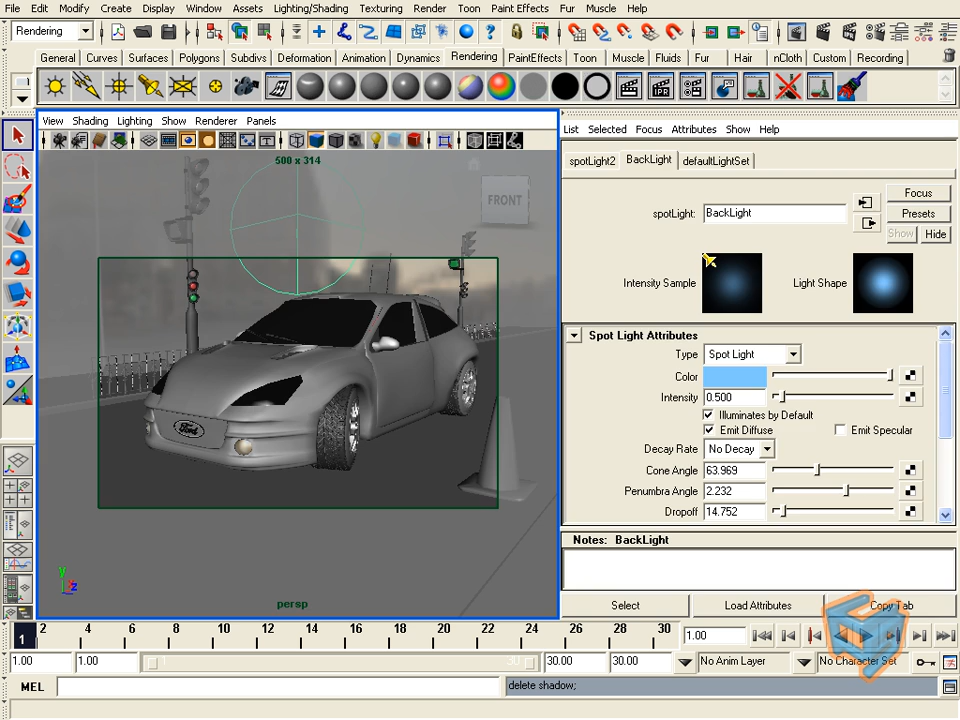 File Edit Modify Create Display Window Assets Lighting/Shading Texturing Render Toon Paint Effects Fur Muscle Help
Rendering
General Curves Surfaces Polygons Subdivs Deformation Animation Dynamics Rendering PaintEffects Toon Muscle Fluids Fur Hair nCloth Custom Recording
View Shading Lighting Show Renderer Panels
List Selected Focus Attributes Show Help
500 x 314
spotLight2 BackLight defaultLightSet
FRONT
Focus
spotLight: BackLight
Presets
Show Hide
Intensity Sample
Light Shape
Spot Light Attributes
Type Spot Light
Color
Intensity 0.500
Illuminates by Default
Emit Diffuse Emit Specular
Decay Rate No Decay
Cone Angle 63.969
Penumbra Angle 2.232
Dropoff 14.752
Ford
Notes: BackLight
y
z
persp
Select Load Attributes Copy Tab
1 2 4 6 8 10 12 14 16 18 20 22 24 26 28 30 1.00
1.00 1.00 30 30.00 30.00 No Anim Layer No Character Set
MEL delete shadow;